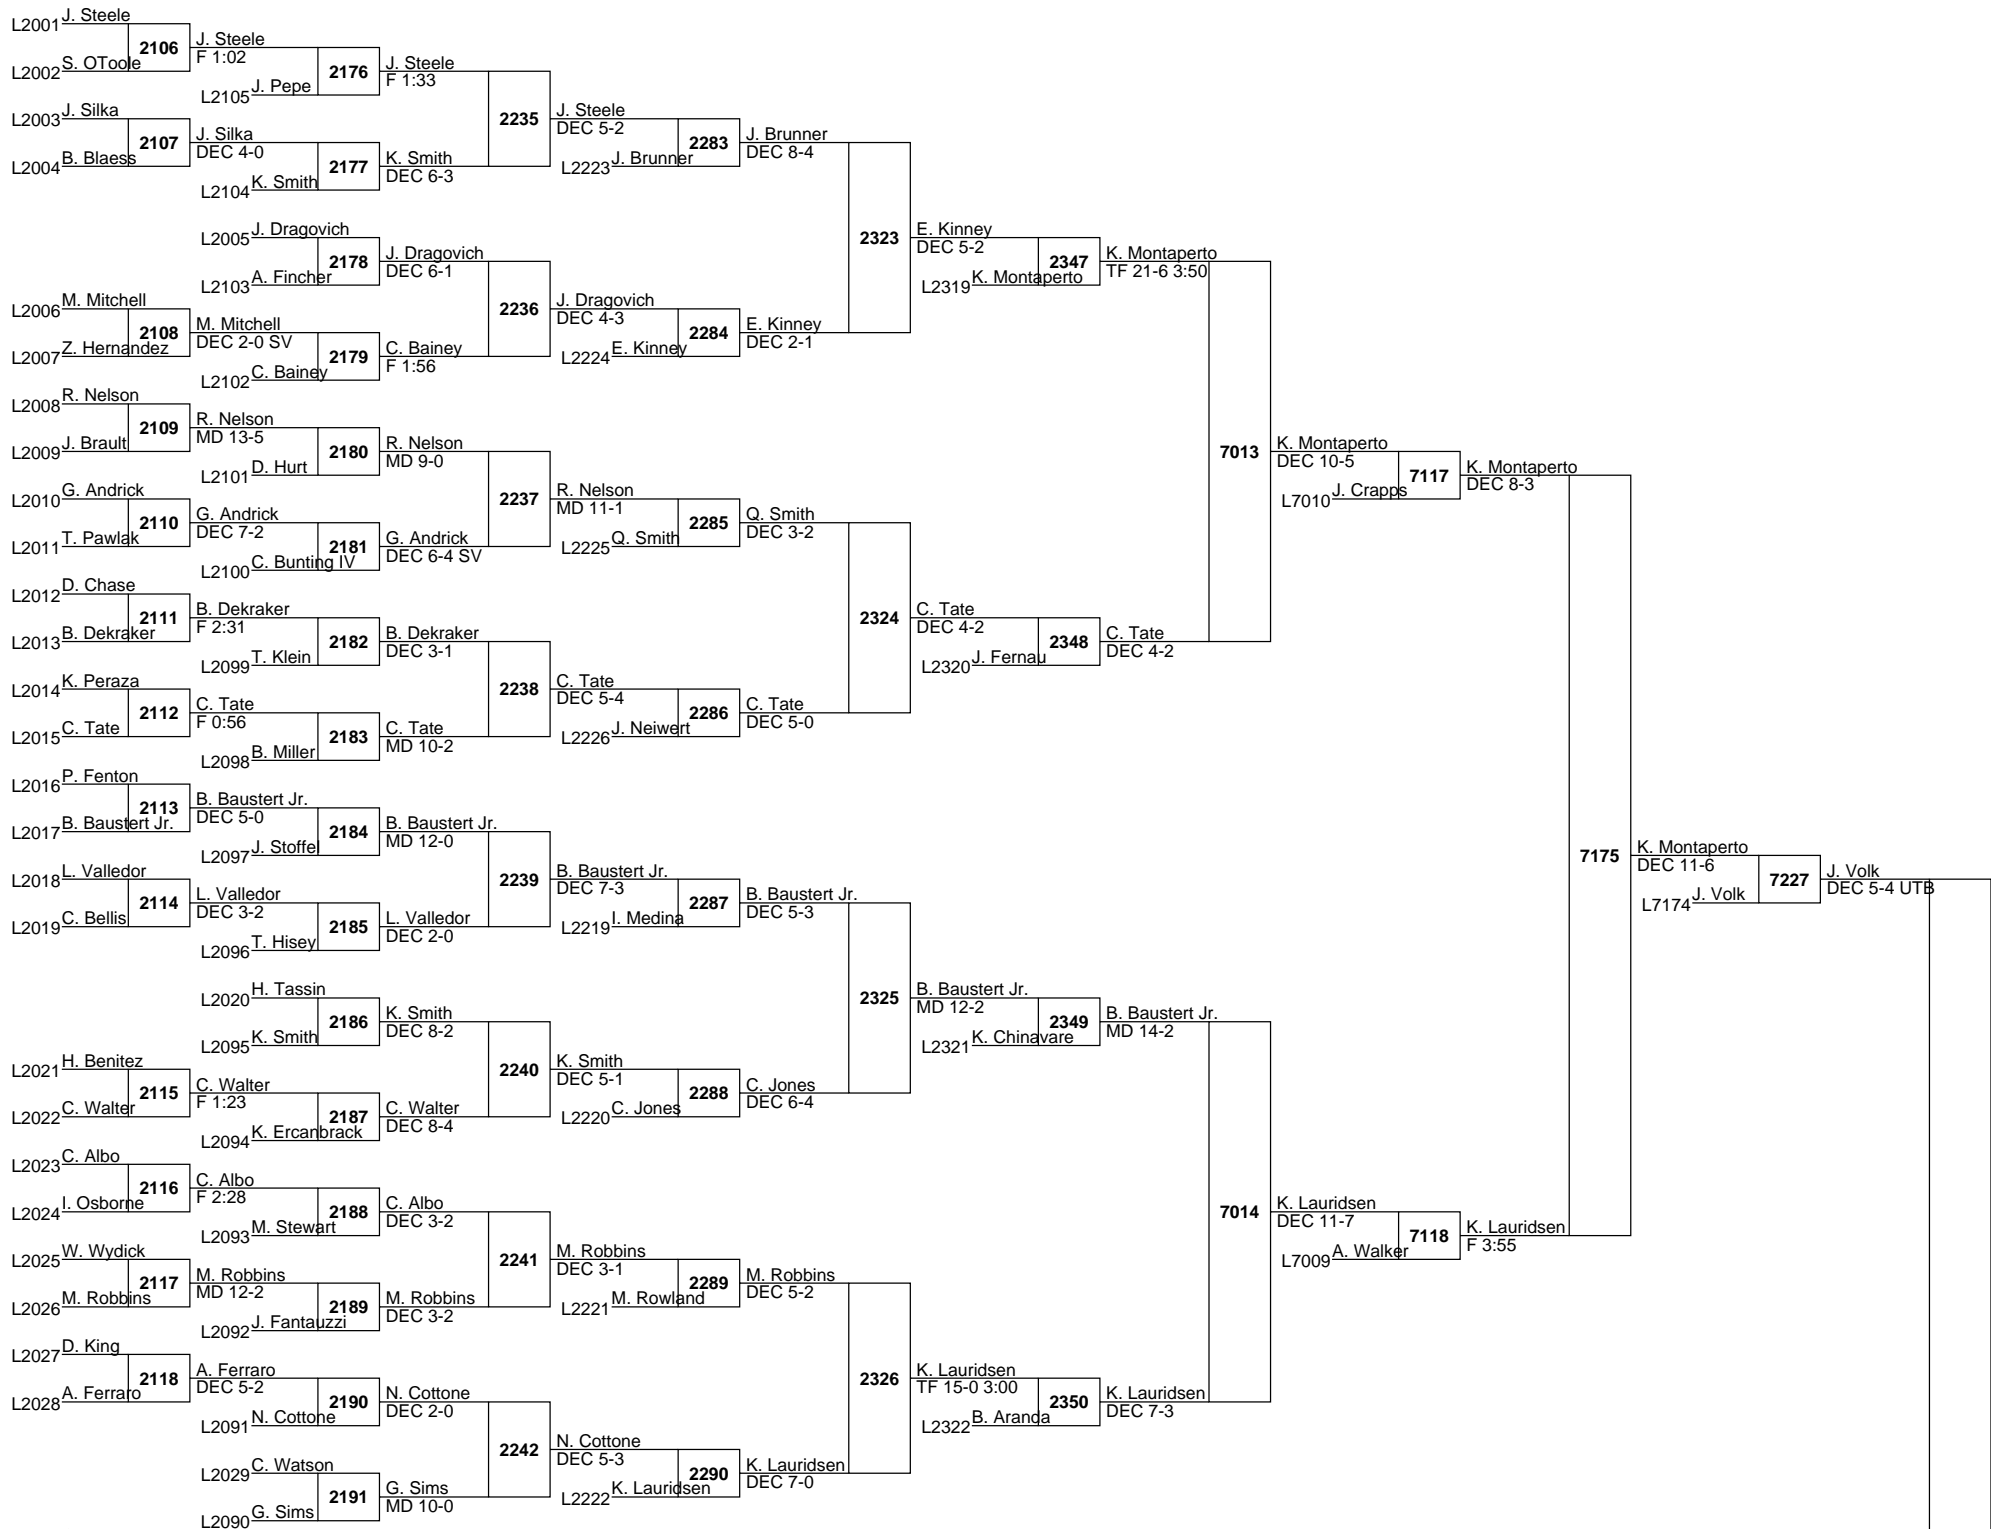 L2001 J. Steele
2106
J. Steele
F 1:02
L2002 S. OToole
2176
J. Steele
F 1:33
L2105 J. Pepe
L2003 J. Silka
2107
J. Silka
DEC 4-0
L2004 B. Blaess
2177
K. Smith
DEC 6-3
L2104 K. Smith
2235
J. Steele
DEC 5-2
2283
J. Brunner
DEC 8-4
L2223 J. Brunner
L2005 J. Dragovich
2178
J. Dragovich
DEC 6-1
L2103 A. Fincher
L2006 M. Mitchell
2108
M. Mitchell
DEC 2-0 SV
L2007 Z. Hernandez
2179
C. Bainey
F 1:56
L2102 C. Bainey
2236
J. Dragovich
DEC 4-3
2284
E. Kinney
DEC 2-1
L2224 E. Kinney
2323
E. Kinney
DEC 5-2
2347
K. Montaperto
TF 21-6 3:50
L2319 K. Montaperto
L2008 R. Nelson
2109
R. Nelson
MD 13-5
L2009 J. Brault
2180
R. Nelson
MD 9-0
L2101 D. Hurt
L2010 G. Andrick
2110
G. Andrick
DEC 7-2
L2011 T. Pawlak
2181
G. Andrick
DEC 6-4 SV
L2100 C. Bunting IV
2237
R. Nelson
MD 11-1
2285
Q. Smith
DEC 3-2
L2225 Q. Smith
L2012 D. Chase
2111
B. Dekraker
F 2:31
L2013 B. Dekraker
2182
B. Dekraker
DEC 3-1
L2099 T. Klein
L2014 K. Peraza
2112
C. Tate
F 0:56
L2015 C. Tate
2183
C. Tate
MD 10-2
L2098 B. Miller
2238
C. Tate
DEC 5-4
2286
C. Tate
DEC 5-0
L2226 J. Neiwert
2324
C. Tate
DEC 4-2
2348
C. Tate
DEC 4-2
L2320 J. Fernau
7013
K. Montaperto
DEC 10-5
7117
K. Montaperto
DEC 8-3
L7010 J. Crapps
L2016 P. Fenton
2113
B. Baustert Jr.
DEC 5-0
L2017 B. Baustert Jr.
2184
B. Baustert Jr.
MD 12-0
L2097 J. Stoffel
L2018 L. Valledor
2114
L. Valledor
DEC 3-2
L2019 C. Bellis
2185
L. Valledor
DEC 2-0
L2096 T. Hisey
2239
B. Baustert Jr.
DEC 7-3
2287
B. Baustert Jr.
DEC 5-3
L2219 I. Medina
L2020 H. Tassin
2186
K. Smith
DEC 8-2
L2095 K. Smith
L2021 H. Benitez
2115
C. Walter
F 1:23
L2022 C. Walter
2187
C. Walter
DEC 8-4
L2094 K. Ercanbrack
2240
K. Smith
DEC 5-1
2288
C. Jones
DEC 6-4
L2220 C. Jones
2325
B. Baustert Jr.
MD 12-2
2349
B. Baustert Jr.
MD 14-2
L2321 K. Chinavare
L2023 C. Albo
2116
C. Albo
F 2:28
L2024 I. Osborne
2188
C. Albo
DEC 3-2
L2093 M. Stewart
L2025 W. Wydick
2117
M. Robbins
MD 12-2
L2026 M. Robbins
2189
M. Robbins
DEC 3-2
L2092 J. Fantauzzi
2241
M. Robbins
DEC 3-1
2289
M. Robbins
DEC 5-2
L2221 M. Rowland
L2027 D. King
2118
A. Ferraro
DEC 5-2
L2028 A. Ferraro
2190
N. Cottone
DEC 2-0
L2091 N. Cottone
L2029 C. Watson
2191
G. Sims
MD 10-0
L2090 G. Sims
2242
N. Cottone
DEC 5-3
2290
K. Lauridsen
DEC 7-0
L2222 K. Lauridsen
2326
K. Lauridsen
TF 15-0 3:00
2350
K. Lauridsen
DEC 7-3
L2322 B. Aranda
7014
K. Lauridsen
DEC 11-7
7118
K. Lauridsen
F 3:55
L7009 A. Walker
7175
K. Montaperto
DEC 11-6
7227
J. Volk
DEC 5-4 UTB
L7174 J. Volk